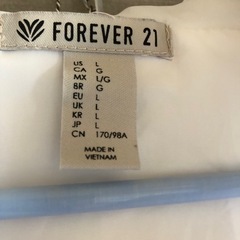 FOREVER 21
US L
CA G
MX L/G
BR G
EU L
UK L
KR L
JP L
CN 170/98A
MADE IN
VIETNAM